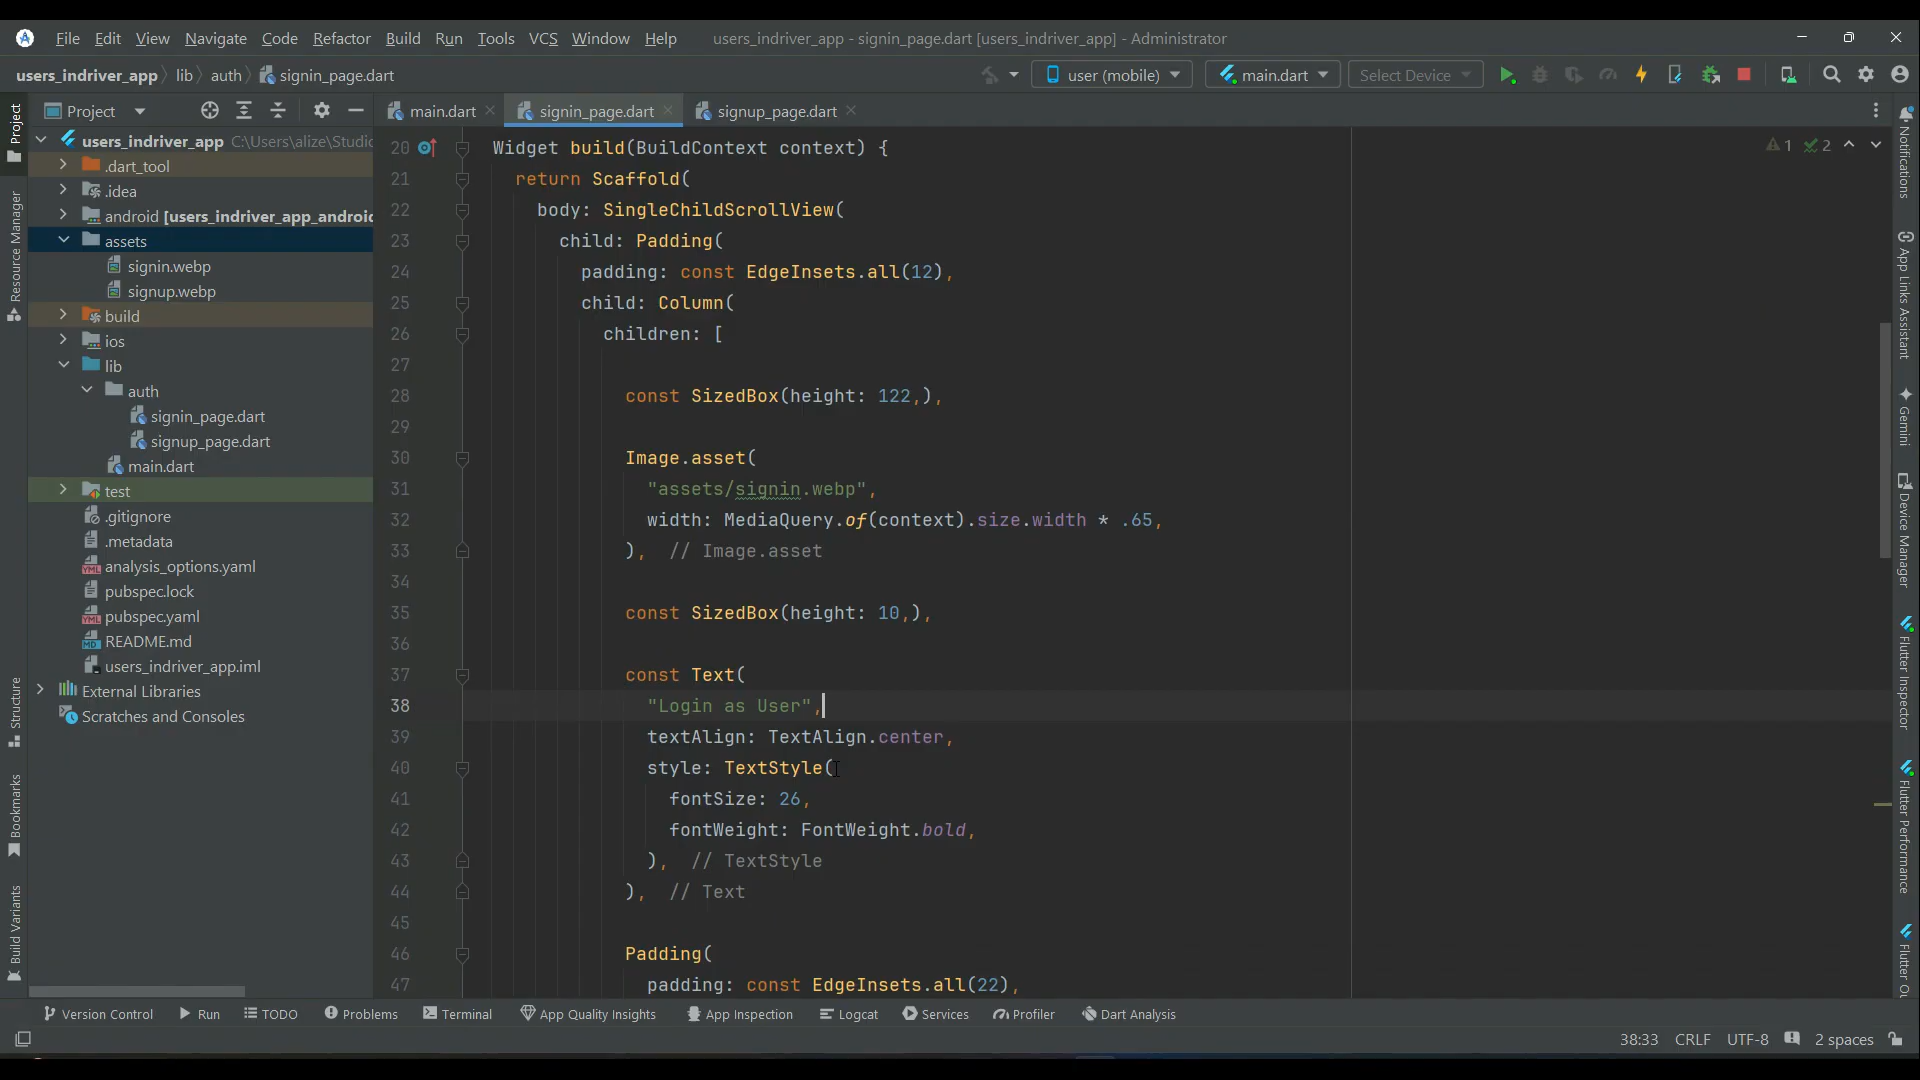 File Edit View Navigate Code Refactor Build Run Tools VCS Window Help users_indriver_app - signin_page.dart [users_indriver_app] - Administrator
users_indriver_app lib auth signin_page.dart user (mobile) main.dart Select Device
Project
main.dart signin_page.dart signup_page.dart
users_indriver_app C:\Users\alize\Studio
.dart_tool
.idea
android [users_indriver_app_android
assets
signin.webp
signup.webp
build
ios
lib
auth
signin_page.dart
signup_page.dart
main.dart
test
.gitignore
.metadata
analysis_options.yaml
pubspec.lock
pubspec.yaml
README.md
users_indriver_app.iml
External Libraries
Scratches and Consoles
Project
Resource Manager
Structure
Bookmarks
Build Variants
1 2
20 Widget build(BuildContext context) {
21 return Scaffold(
22 body: SingleChildScrollView(
23 child: Padding(
24 padding: const EdgeInsets.all(12),
25 child: Column(
26 children: [
27
28 const SizedBox(height: 122,),
29
30 Image.asset(
31 "assets/signin.webp",
32 width: MediaQuery.of(context).size.width * .65,
33 ), // Image.asset
34
35 const SizedBox(height: 10,),
36
37 const Text(
38 "Login as User",
39 textAlign: TextAlign.center,
40 style: TextStyle(
41 fontSize: 26,
42 fontWeight: FontWeight.bold,
43 ), // TextStyle
44 ), // Text
45
46 Padding(
47 padding: const EdgeInsets.all(22),
Notifications
App Links Assistant
Gemini
Device Manager
Flutter Inspector
Flutter Performance
Flutter Ou
Version Control Run TODO Problems Terminal App Quality Insights App Inspection Logcat Services Profiler Dart Analysis
38:33 CRLF UTF-8 2 spaces